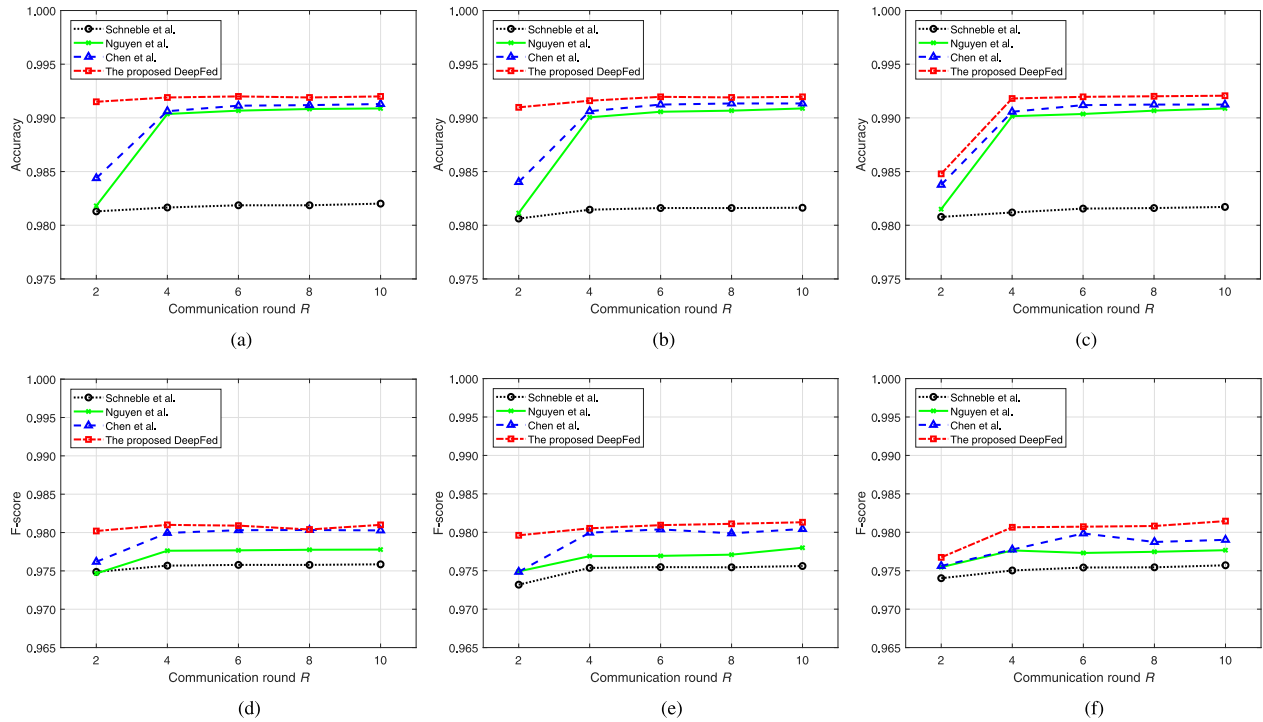 1.000
0.995
0.990
0.985
0.980
0.975
Accuracy
Schneble et al.
Nguyen et al.
Chen et al.
The proposed DeepFed
2 4 6 8 10
Communication round R
(a)
1.000
0.995
0.990
0.985
0.980
0.975
Accuracy
Schneble et al.
Nguyen et al.
Chen et al.
The proposed DeepFed
2 4 6 8 10
Communication round R
(b)
1.000
0.995
0.990
0.985
0.980
0.975
Accuracy
Schneble et al.
Nguyen et al.
Chen et al.
The proposed DeepFed
2 4 6 8 10
Communication round R
(c)
1.000
0.995
0.990
0.985
0.980
0.975
0.970
0.965
F-score
Schneble et al.
Nguyen et al.
Chen et al.
The proposed DeepFed
2 4 6 8 10
Communication round R
(d)
1.000
0.995
0.990
0.985
0.980
0.975
0.970
0.965
F-score
Schneble et al.
Nguyen et al.
Chen et al.
The proposed DeepFed
2 4 6 8 10
Communication round R
(e)
1.000
0.995
0.990
0.985
0.980
0.975
0.970
0.965
F-score
Schneble et al.
Nguyen et al.
Chen et al.
The proposed DeepFed
2 4 6 8 10
Communication round R
(f)